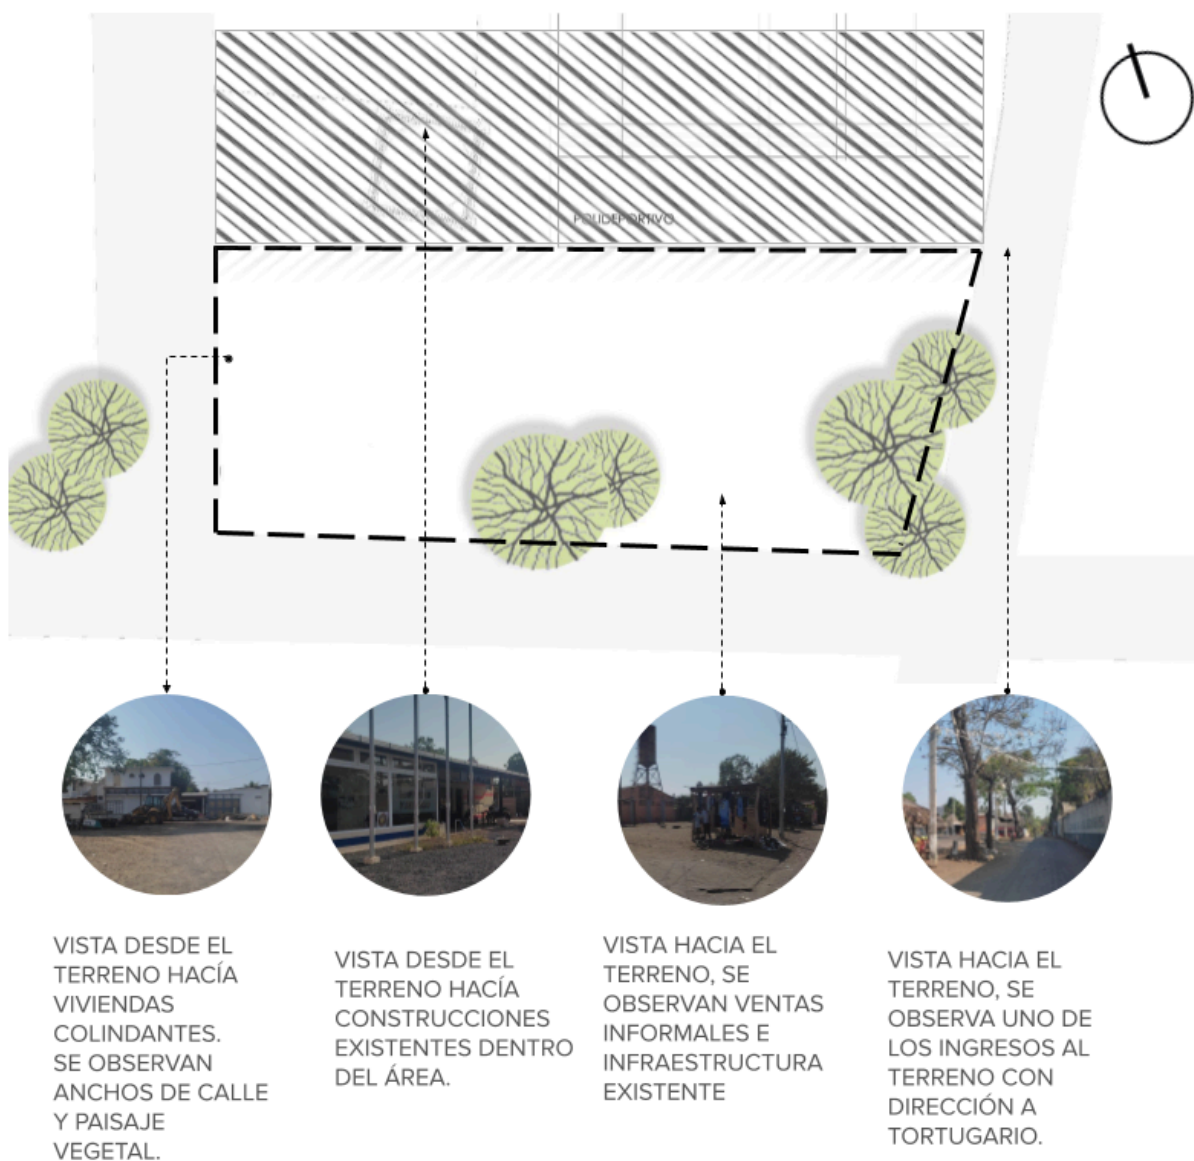 POLIDEPORTIVO
VISTA DESDE EL
TERRENO HACÍA
VIVIENDAS
COLINDANTES.
SE OBSERVAN
ANCHOS DE CALLE
Y PAISAJE
VEGETAL.
VISTA DESDE EL
TERRENO HACÍA
CONSTRUCCIONES
EXISTENTES DENTRO
DEL ÁREA.
VISTA HACIA EL
TERRENO, SE
OBSERVAN VENTAS
INFORMALES E
INFRAESTRUCTURA
EXISTENTE
VISTA HACIA EL
TERRENO, SE
OBSERVA UNO DE
LOS INGRESOS AL
TERRENO CON
DIRECCIÓN A
TORTUGARIO.